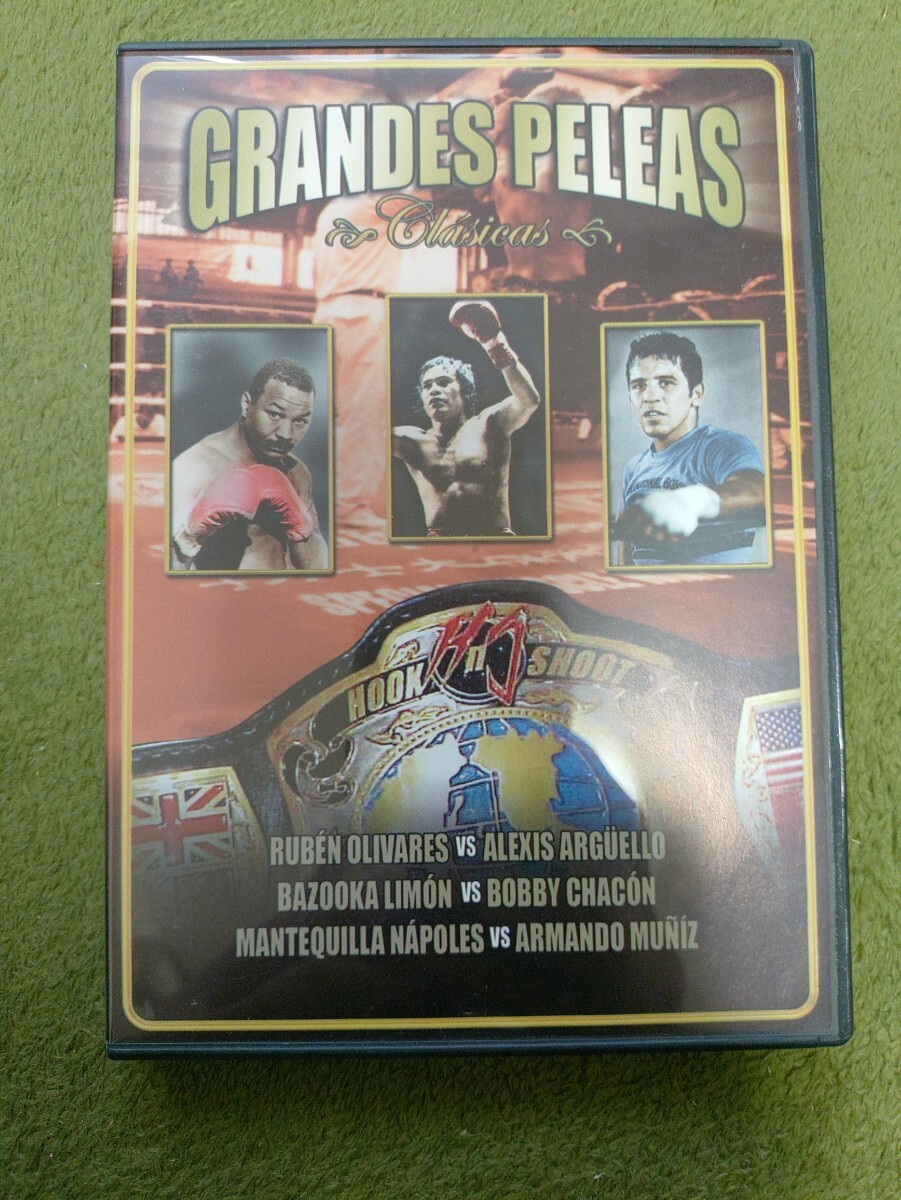 GRANDES PELEAS
Clásicas
HOOK n SHOOT
RUBÉN OLIVARES VS ALEXIS ARGÜELLO
BAZOOKA LIMÓN VS BOBBY CHACÓN
MANTEQUILLA NÁPOLES VS ARMANDO MUÑÍZ